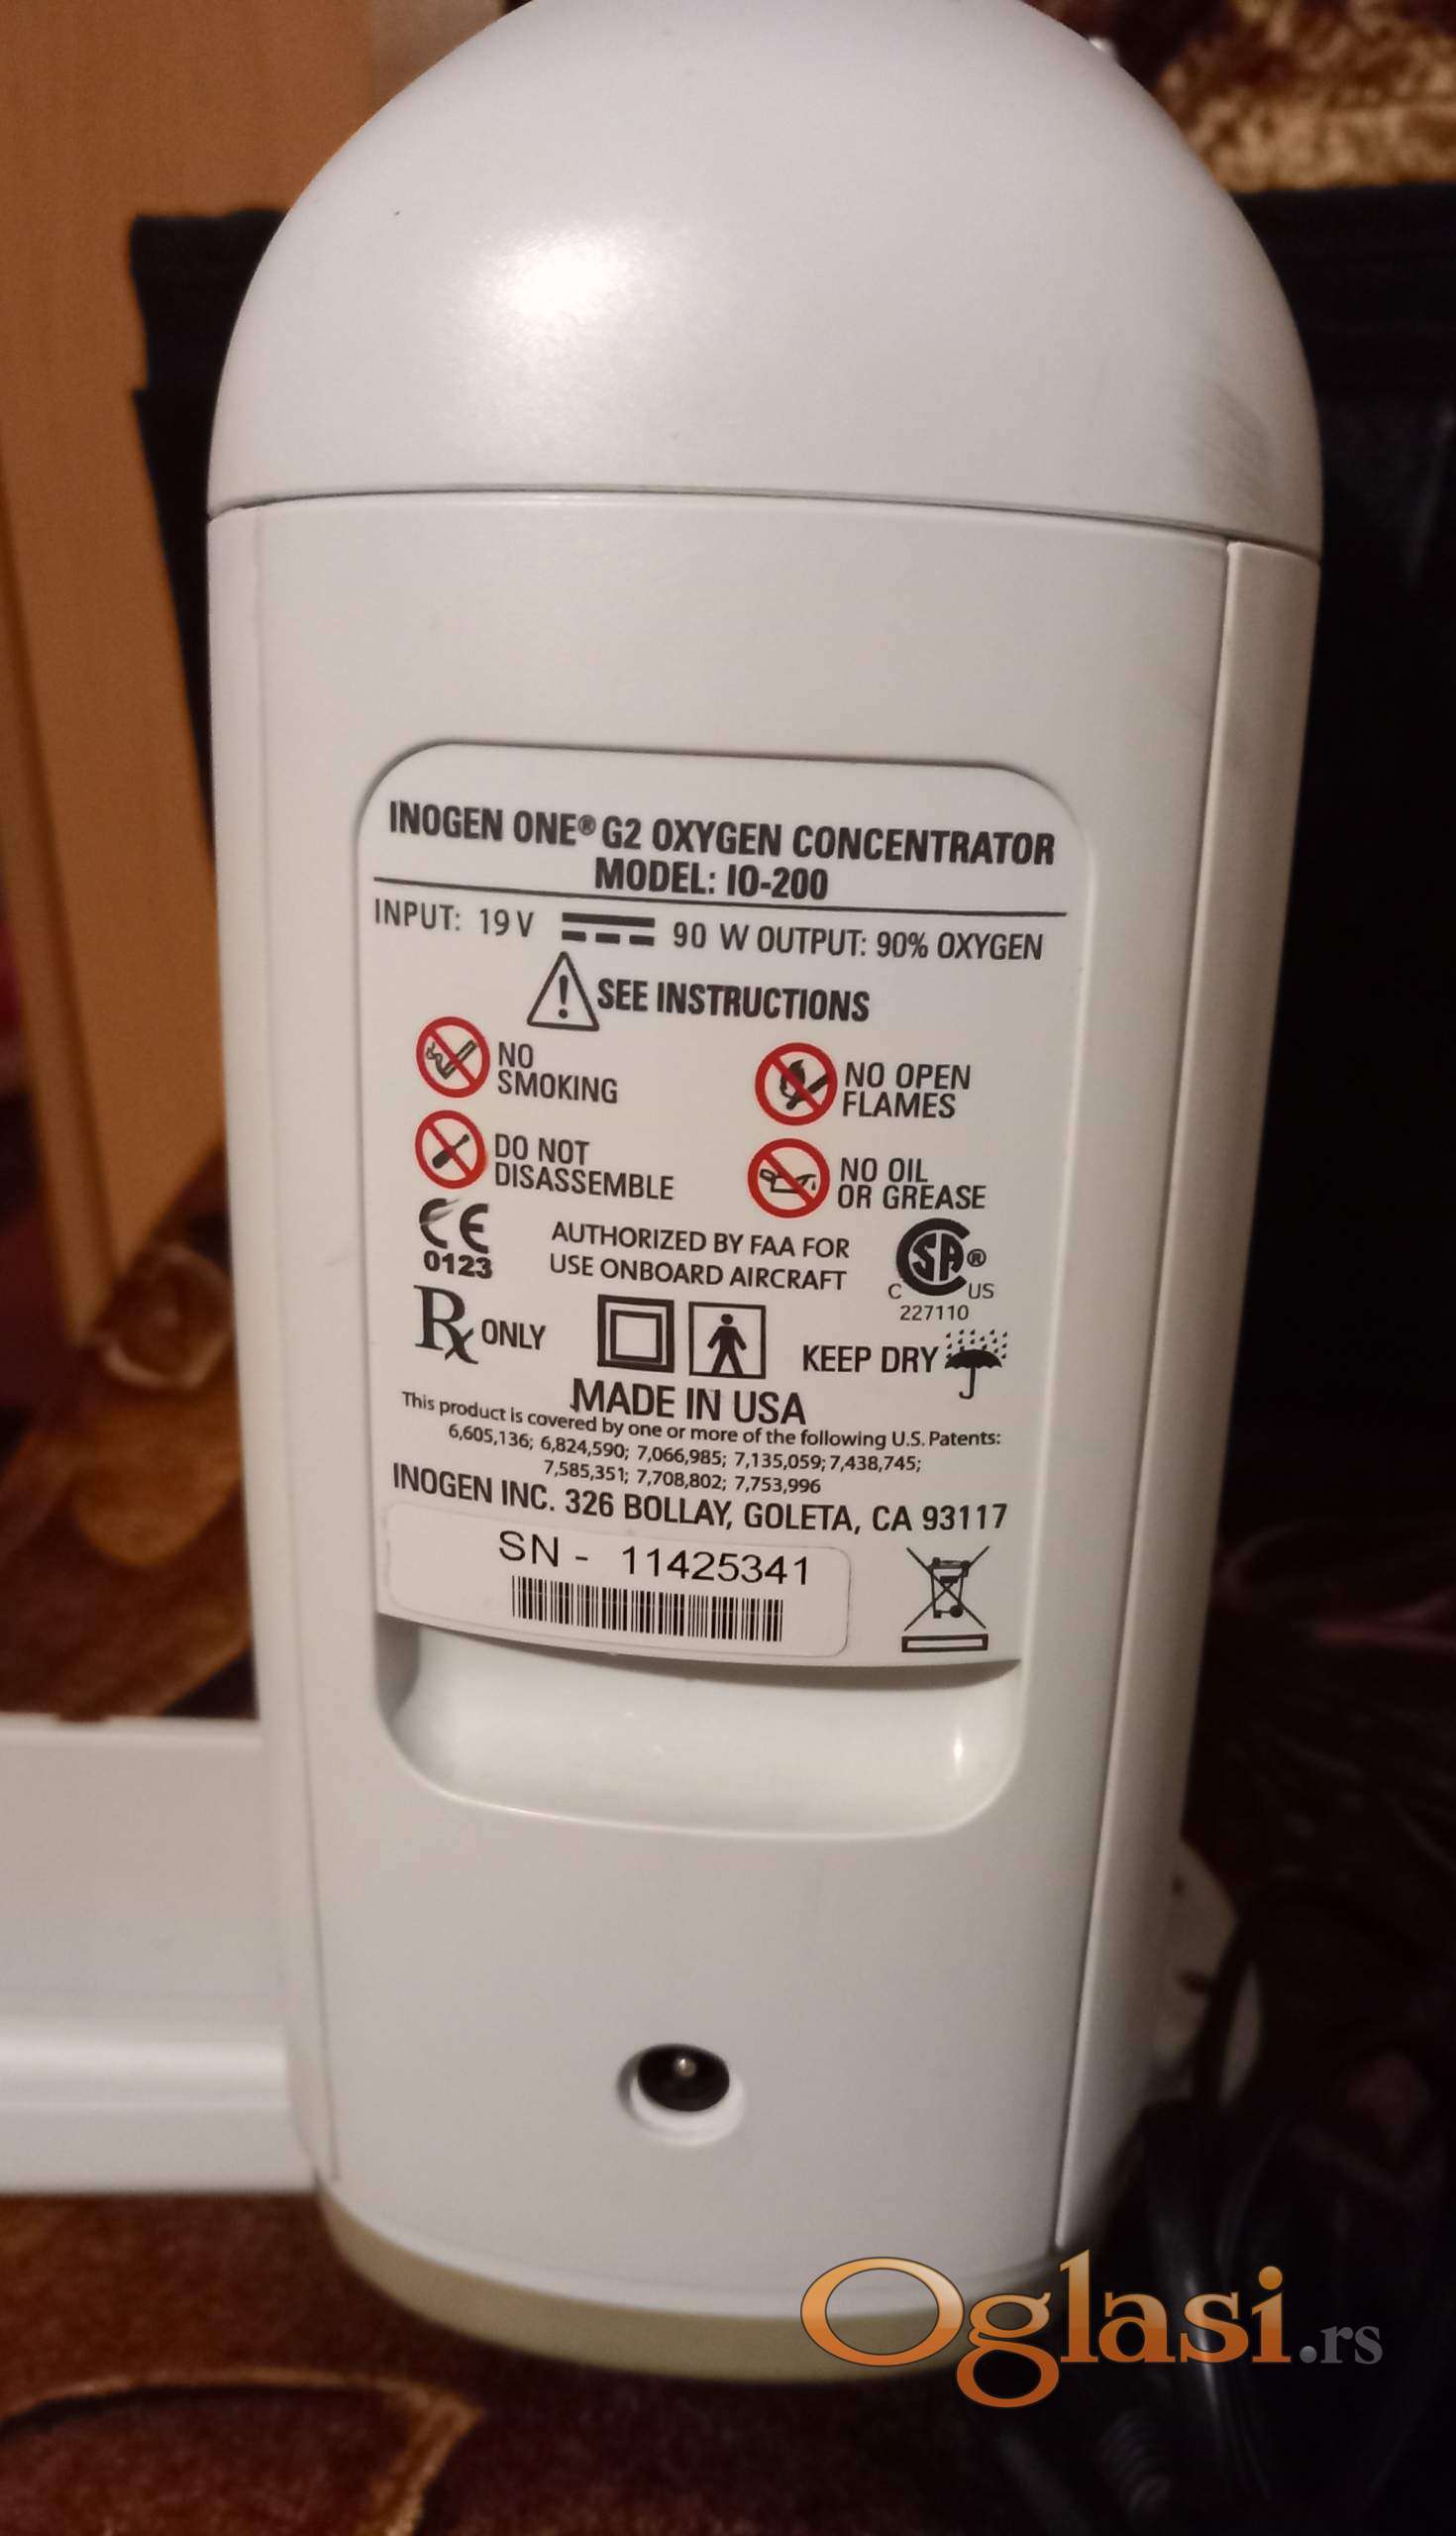 INOGEN ONE® G2 OXYGEN CONCENTRATOR
MODEL: IO-200
INPUT: 19 V 90 W OUTPUT: 90% OXYGEN
SEE INSTRUCTIONS
NO SMOKING
NO OPEN FLAMES
DO NOT DISASSEMBLE
NO OIL OR GREASE
CE 0123
AUTHORIZED BY FAA FOR
USE ONBOARD AIRCRAFT
C SA® US
227110
Rx ONLY
KEEP DRY
MADE IN USA
This product is covered by one or more of the following U.S. Patents:
6,605,136; 6,824,590; 7,066,985; 7,135,059; 7,438,745;
7,585,351; 7,708,802; 7,753,996
INOGEN INC. 326 BOLLAY, GOLETA, CA 93117
SN - 11425341
Oglasi.rs